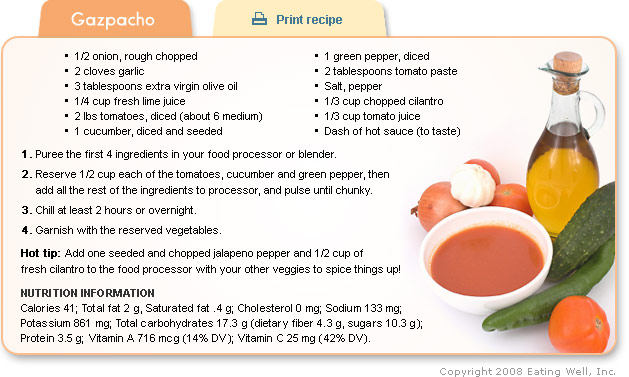 Gazpacho
Print recipe
• 1/2 onion, rough chopped
• 2 cloves garlic
• 3 tablespoons extra virgin olive oil
• 1/4 cup fresh lime juice
• 2 lbs tomatoes, diced (about 6 medium)
• 1 cucumber, diced and seeded
• 1 green pepper, diced
• 2 tablespoons tomato paste
• Salt, pepper
• 1/3 cup chopped cilantro
• 1/3 cup tomato juice
• Dash of hot sauce (to taste)
1. Puree the first 4 ingredients in your food processor or blender.
2. Reserve 1/2 cup each of the tomatoes, cucumber and green pepper, then
add all the rest of the ingredients to processor, and pulse until chunky.
3. Chill at least 2 hours or overnight.
4. Garnish with the reserved vegetables.
Hot tip: Add one seeded and chopped jalapeno pepper and 1/2 cup of
fresh cilantro to the food processor with your other veggies to spice things up!
NUTRITION INFORMATION
Calories 41; Total fat 2 g, Saturated fat .4 g; Cholesterol 0 mg; Sodium 133 mg;
Potassium 861 mg; Total carbohydrates 17.3 g (dietary fiber 4.3 g, sugars 10.3 g);
Protein 3.5 g; Vitamin A 716 mcg (14% DV); Vitamin C 25 mg (42% DV).
Copyright 2008 Eating Well, Inc.